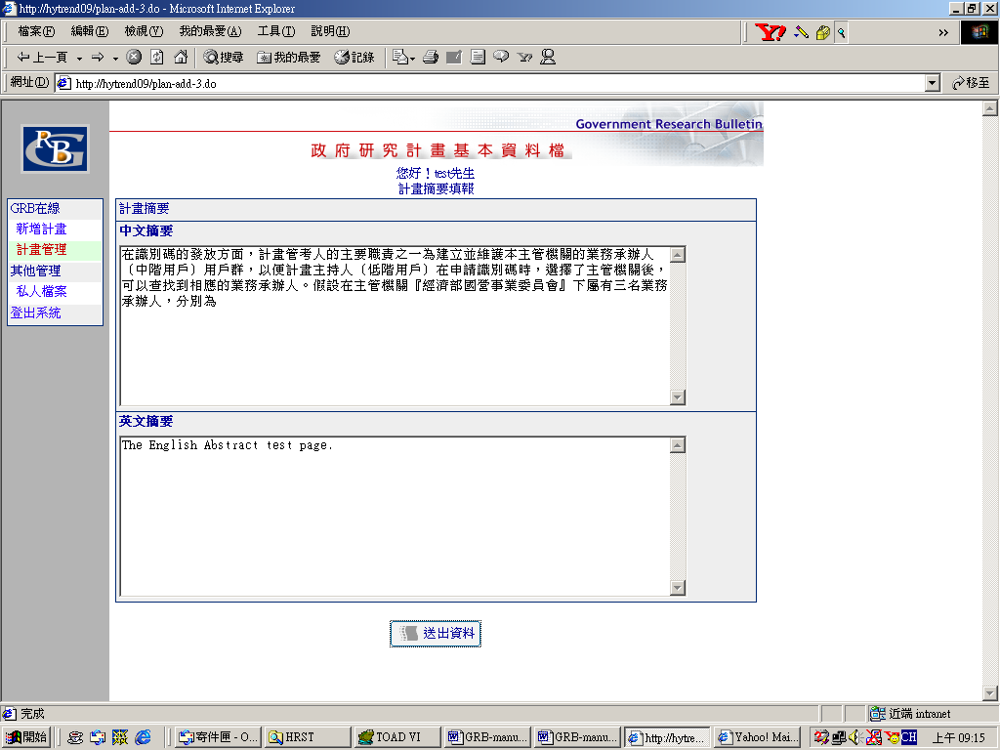 http://hytrend09/plan-add-3.do - Microsoft Internet Explorer
檔案(F) 編輯(E) 檢視(V) 我的最愛(A) 工具(T) 說明(H)
Y! »
上一頁 搜尋 我的最愛 記錄
網址(D) http://hytrend09/plan-add-3.do 移至
RBG
Government Research Bulletin
政府研究計畫基本資料檔
您好！test先生
計畫摘要填報
GRB在線
新增計畫
計畫管理
其他管理
私人檔案
登出系統
計畫摘要
中文摘要
在識別碼的發放方面，計畫管考人的主要職責之一為建立並維護本主管機關的業務承辦人
（中階用戶）用戶群，以便計畫主持人（低階用戶）在申請識別碼時，選擇了主管機關後，
可以查找到相應的業務承辦人。假設在主管機關『經濟部國營事業委員會』下屬有三名業務
承辦人，分別為
英文摘要
The English Abstract test page.
送出資料
完成 近端 intranet
開始 寄件匣 - O... HRST TOAD VI GRB-manu... GRB-manu... http://hytre... Yahoo! Mai... CH 上午 09:15